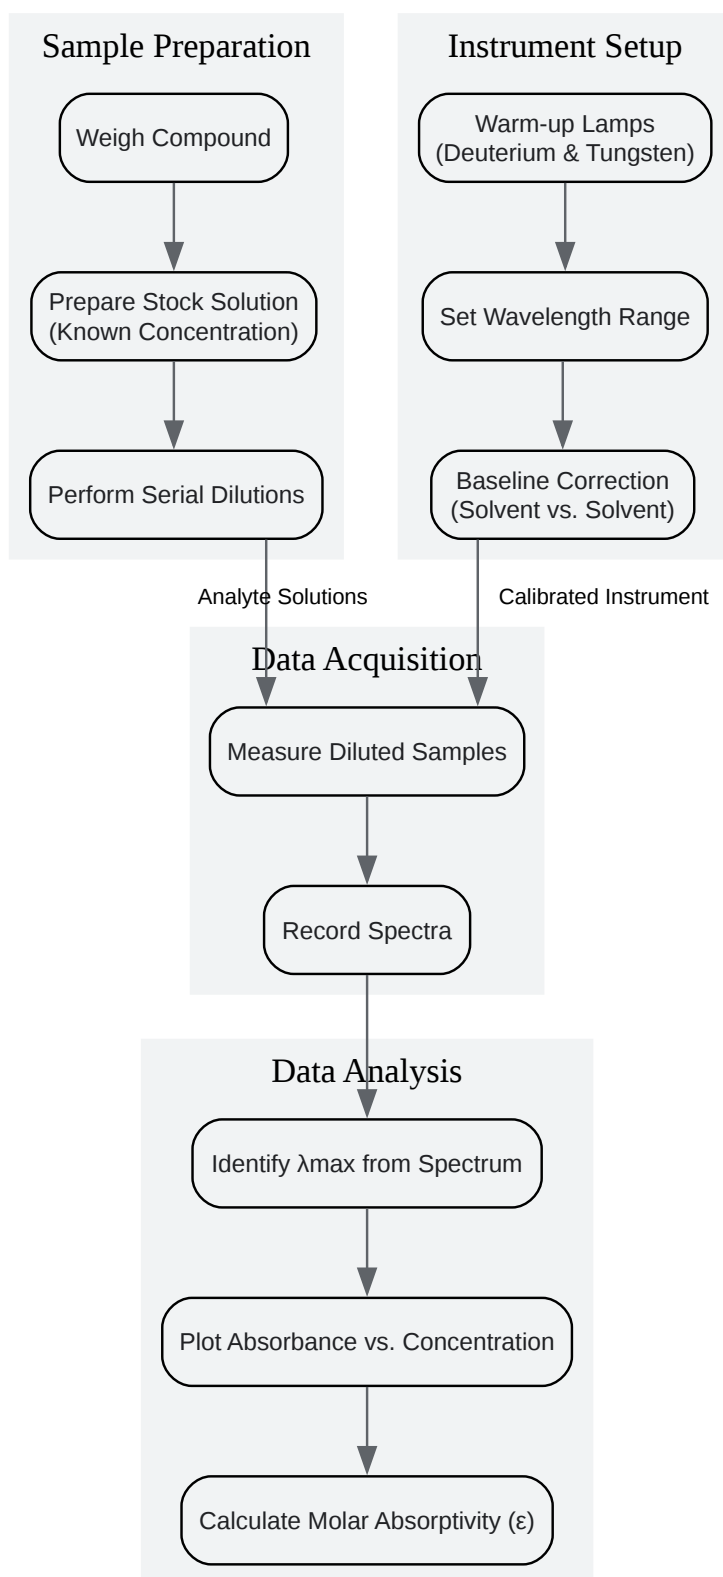 Sample Preparation
Weigh Compound
Prepare Stock Solution
(Known Concentration)
Perform Serial Dilutions
Instrument Setup
Warm-up Lamps
(Deuterium & Tungsten)
Set Wavelength Range
Baseline Correction
(Solvent vs. Solvent)
Analyte Solutions
Calibrated Instrument
Data Acquisition
Measure Diluted Samples
Record Spectra
Data Analysis
Identify λmax from Spectrum
Plot Absorbance vs. Concentration
Calculate Molar Absorptivity (ε)